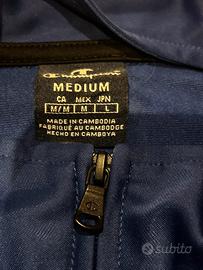 Champion
MEDIUM
CA MEX JPN
M/M M L
MADE IN CAMBODIA
FABRIQUÉ AU CAMBODGE
HECHO EN CAMBOYA
subito